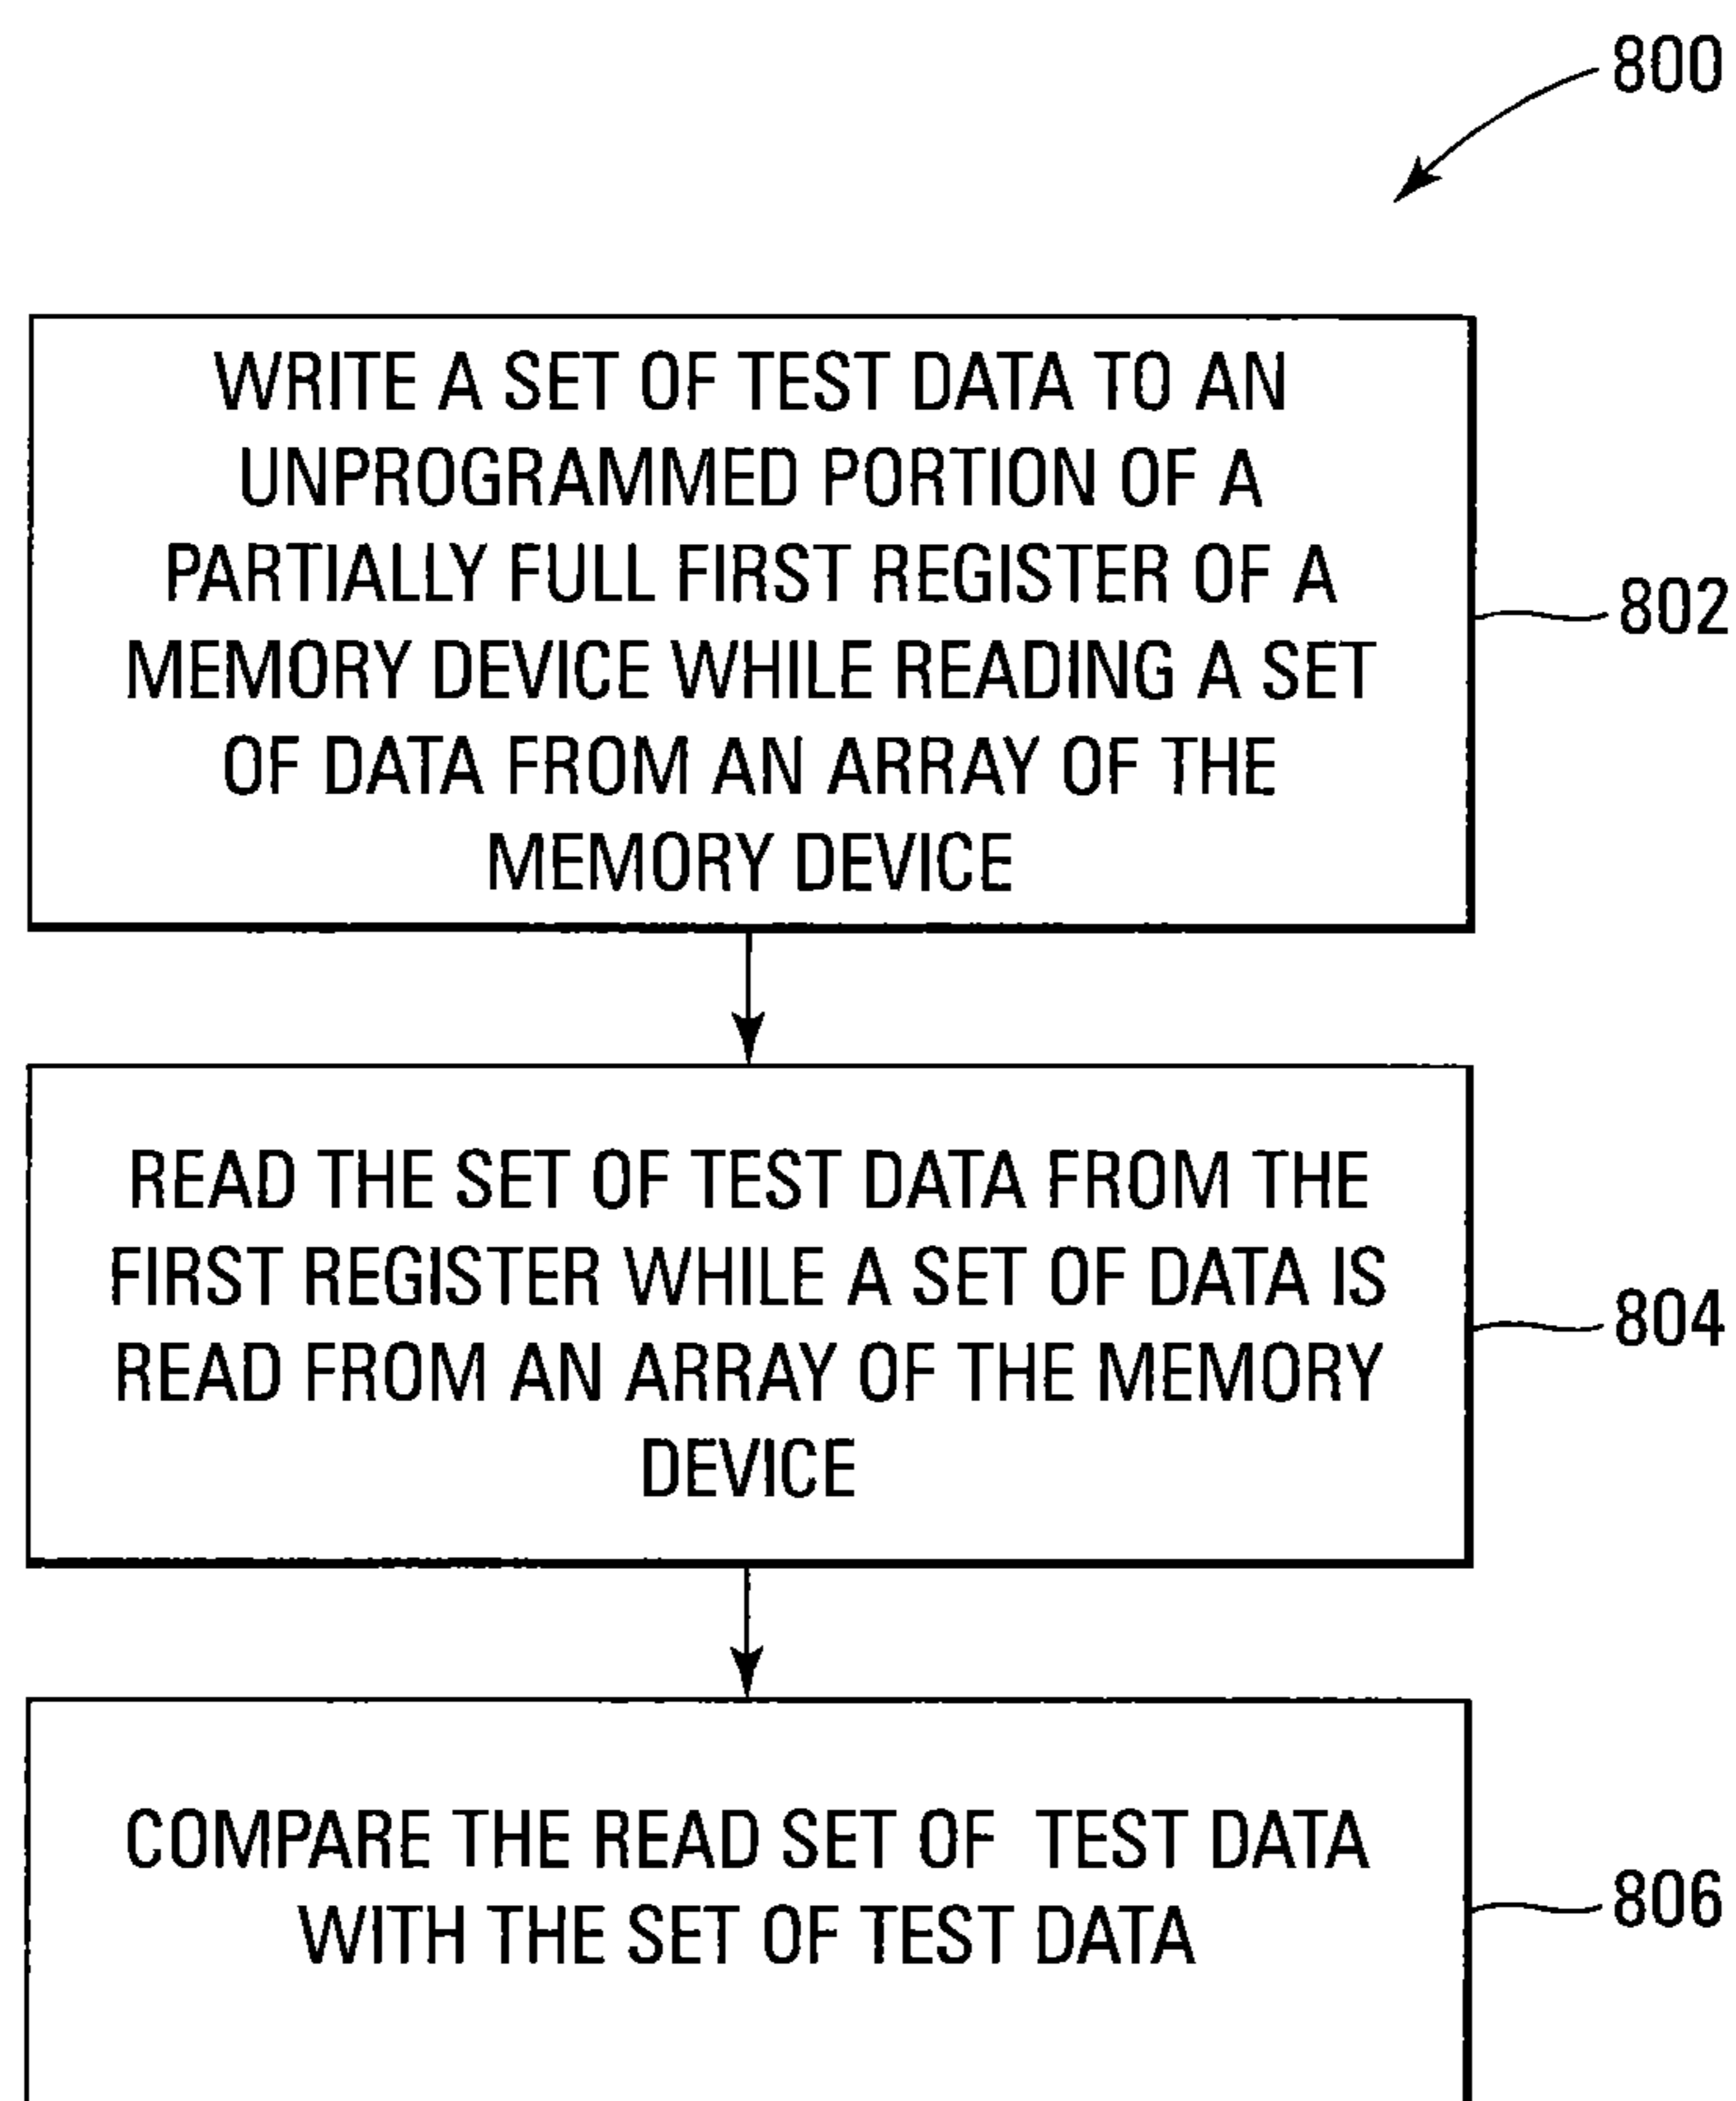 800
WRITE A SET OF TEST DATA TO AN
UNPROGRAMMED PORTION OF A
PARTIALLY FULL FIRST REGISTER OF A
MEMORY DEVICE WHILE READING A SET
OF DATA FROM AN ARRAY OF THE
MEMORY DEVICE
802
READ THE SET OF TEST DATA FROM THE
FIRST REGISTER WHILE A SET OF DATA IS
READ FROM AN ARRAY OF THE MEMORY
DEVICE
804
COMPARE THE READ SET OF TEST DATA
WITH THE SET OF TEST DATA
806